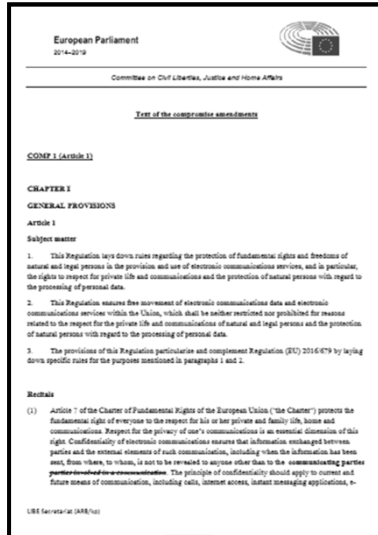 European Parliament
2014–2019
Committee on Civil Liberties, Justice and Home Affairs
Text of the compromise amendments
COMP 1 (Article 1)
CHAPTER I
GENERAL PROVISIONS
Article 1
Subject matter
1. This Regulation lays down rules regarding the protection of fundamental rights and freedoms of
natural and legal persons in the provision and use of electronic communications services, and in particular,
the rights to respect for private life and communications and the protection of natural persons with regard to
the processing of personal data.
2. This Regulation ensures free movement of electronic communications data and electronic
communications services within the Union, which shall be neither restricted nor prohibited for reasons
related to the respect for the private life and communications of natural and legal persons and the protection
of natural persons with regard to the processing of personal data.
3. The provisions of this Regulation particularise and complement Regulation (EU) 2016/679 by laying
down specific rules for the purposes mentioned in paragraphs 1 and 2.
Recitals
(1) Article 7 of the Charter of Fundamental Rights of the European Union ("the Charter") protects the
fundamental right of everyone to the respect for his or her private and family life, home and
communications. Respect for the privacy of one's communications is an essential dimension of this
right. Confidentiality of electronic communications ensures that information exchanged between
parties and the external elements of such communication, including when the information has been
sent, from where, to whom, is not to be revealed to anyone other than to the communicating parties
parties involved in a communication. The principle of confidentiality should apply to current and
future means of communication, including calls, internet access, instant messaging applications, e-
LIBE Secretariat (ARB/xp)